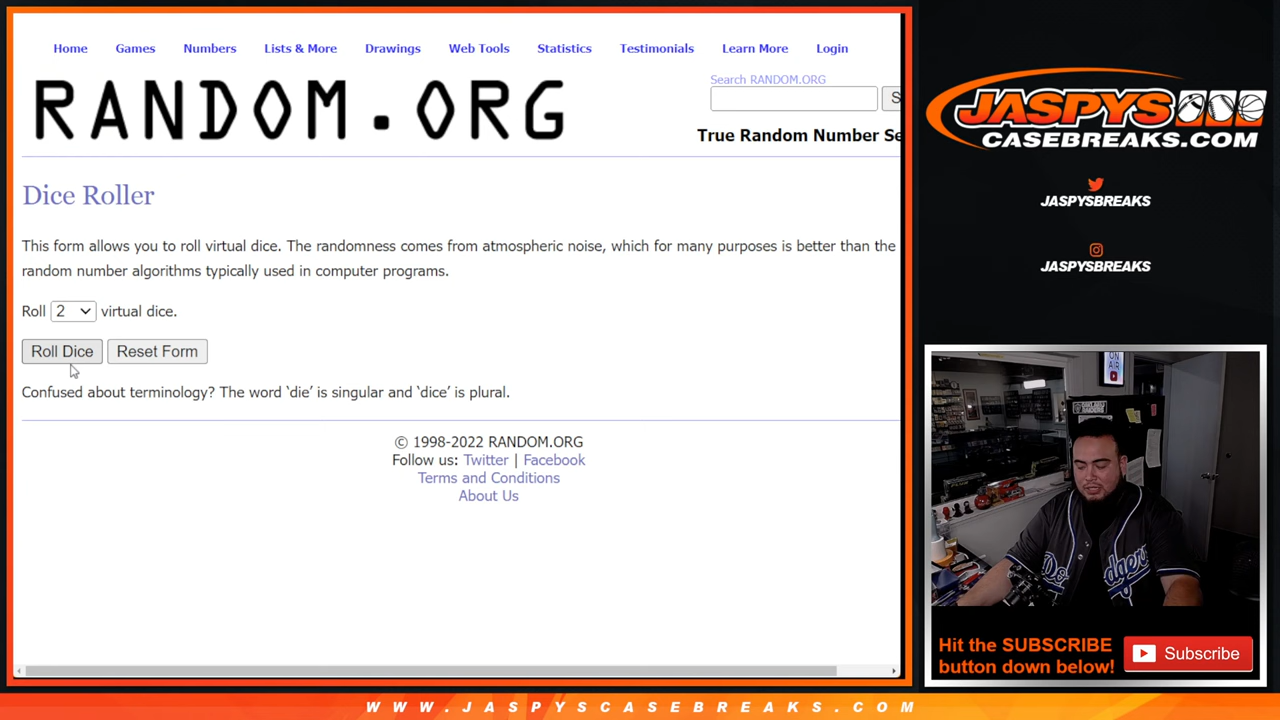 Home Games Numbers Lists & More Drawings Web Tools Statistics Testimonials Learn More Login
RANDOM.ORG
Search RANDOM.ORG
S
True Random Number Se
Dice Roller
This form allows you to roll virtual dice. The randomness comes from atmospheric noise, which for many purposes is better than the
random number algorithms typically used in computer programs.
Roll 2 virtual dice.
Roll Dice Reset Form
Confused about terminology? The word ‘die’ is singular and ‘dice’ is plural.
© 1998-2022 RANDOM.ORG
Follow us: Twitter | Facebook
Terms and Conditions
About Us
JASPYS
CASEBREAKS.COM
JASPYSBREAKS
JASPYSBREAKS
ON AIR
Dodgers
Hit the SUBSCRIBE
button down below!
Subscribe
WWW.JASPYSCASEBREAKS.COM